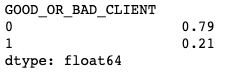 GOOD_OR_BAD_CLIENT
0 0.79
1 0.21
dtype: float64